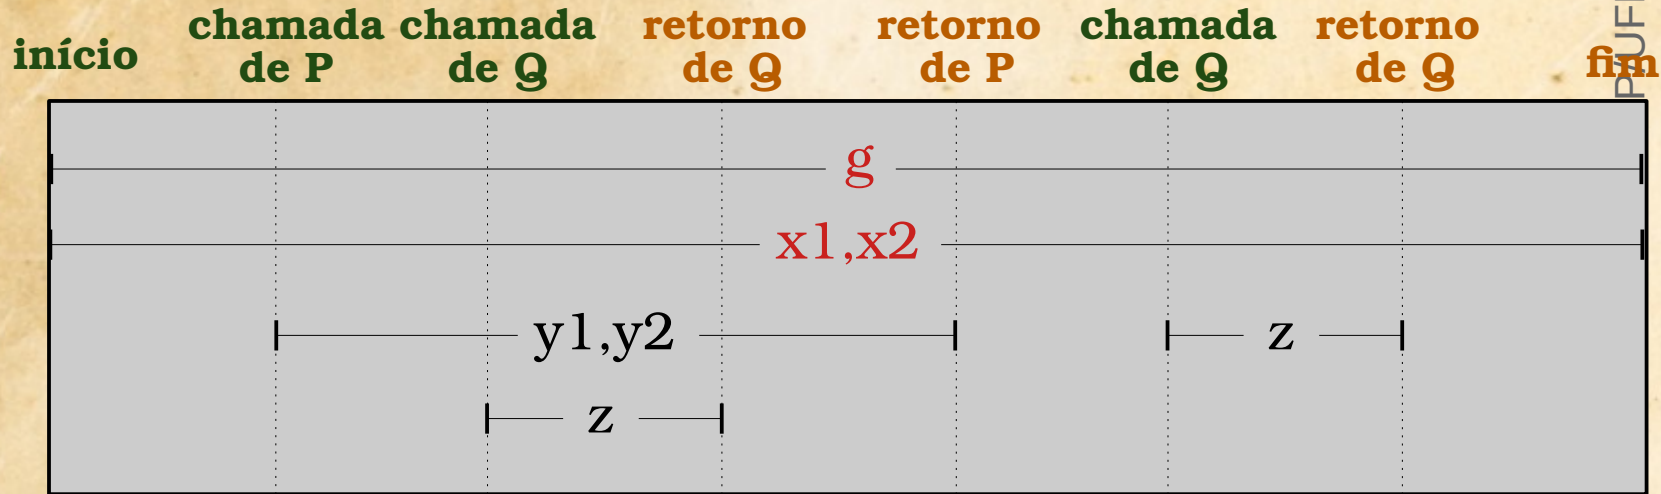 início
chamada
de P
chamada
de Q
retorno
de Q
retorno
de P
chamada
de Q
retorno
de Q
fim
g
x1,x2
y1,y2
z
z